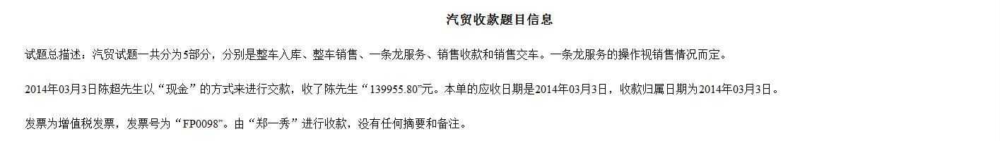 汽贸收款题目信息
试题总描述：汽贸试题一共分为5部分，分别是整车入库、整车销售、一条龙服务、销售收款和销售交车。一条龙服务的操作视销售情况而定。
2014年03月3日陈超先生以“现金”的方式来进行交款，收了陈先生“139955.80”元。本单的应收日期是2014年03月3日，收款归属日期为2014年03月3日。
发票为增值税发票，发票号为“FP0098”。由“郑一秀”进行收款，没有任何摘要和备注。